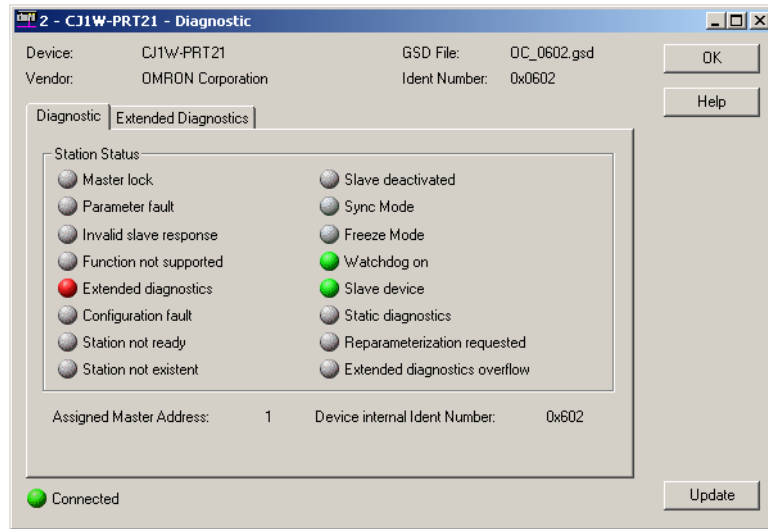 2 - CJ1W-PRT21 - Diagnostic
Device: CJ1W-PRT21 GSD File: OC_0602.gsd
Vendor: OMRON Corporation Ident Number: 0x0602
OK
Help
Diagnostic Extended Diagnostics
Station Status
Master lock Slave deactivated
Parameter fault Sync Mode
Invalid slave response Freeze Mode
Function not supported Watchdog on
Extended diagnostics Slave device
Configuration fault Static diagnostics
Station not ready Reparameterization requested
Station not existent Extended diagnostics overflow
Assigned Master Address: 1 Device internal Ident Number: 0x602
Connected
Update